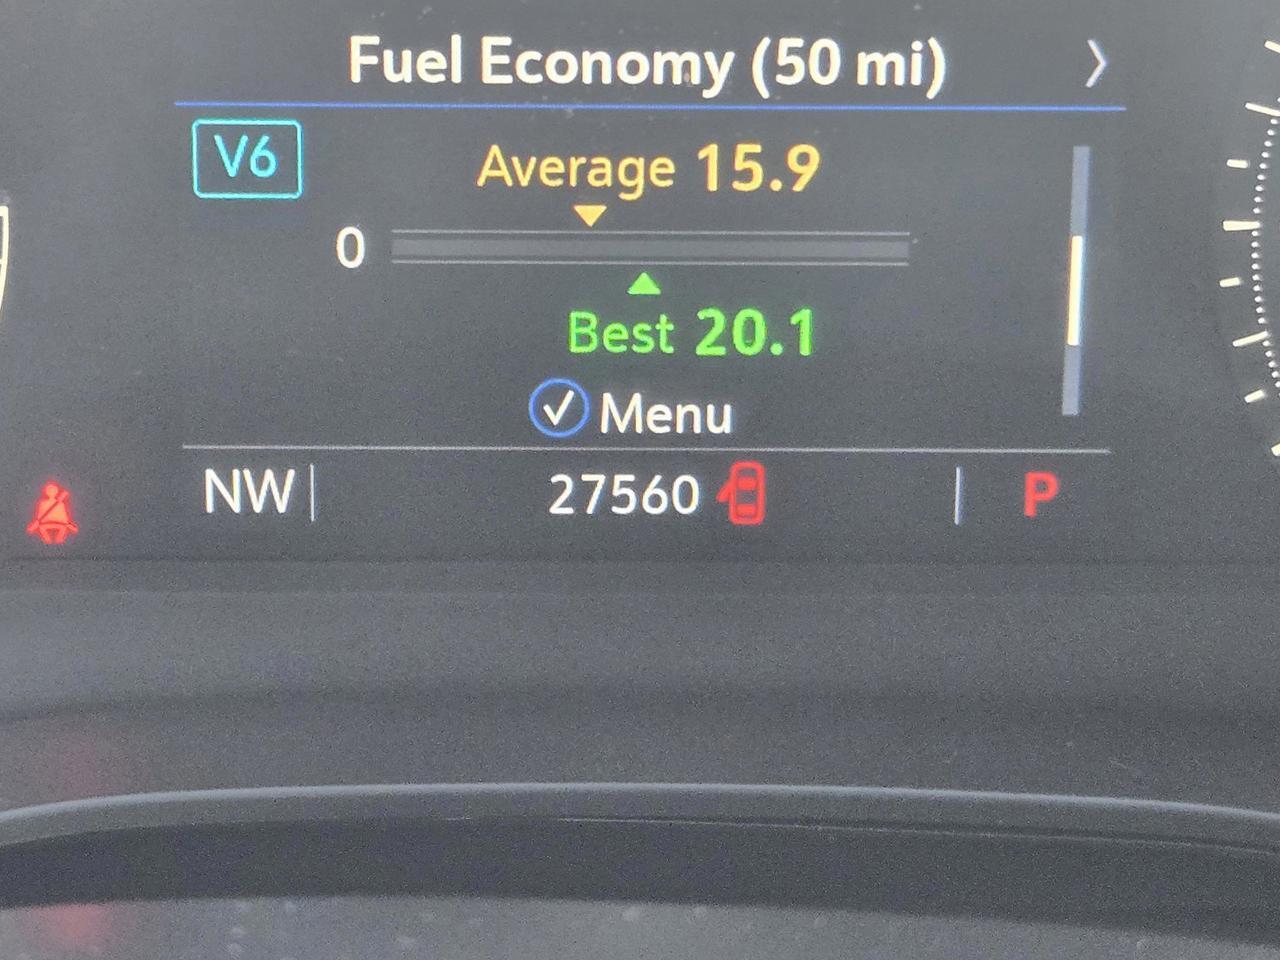 Fuel Economy (50 mi)
V6
Average 15.9
0
Best 20.1
Menu
NW
27560
P